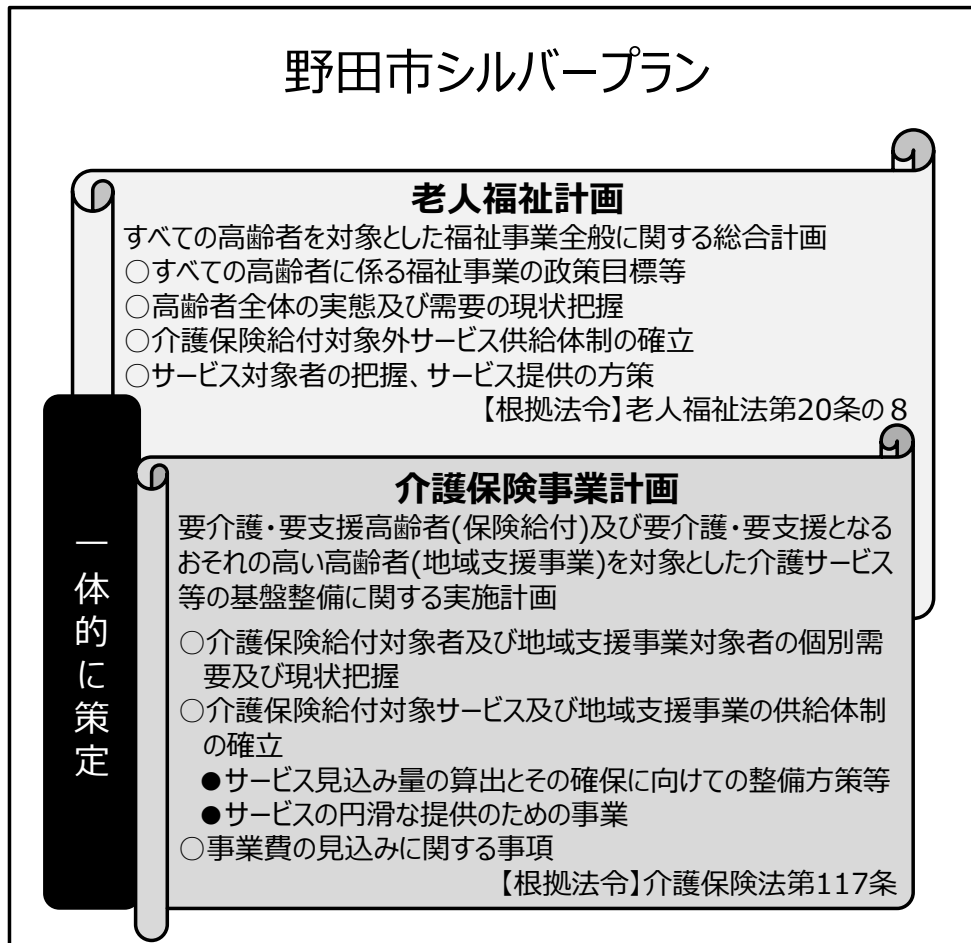 野田市シルバープラン
老人福祉計画
すべての高齢者を対象とした福祉事業全般に関する総合計画
○すべての高齢者に係る福祉事業の政策目標等
○高齢者全体の実態及び需要の現状把握
○介護保険給付対象外サービス供給体制の確立
○サービス対象者の把握、サービス提供の方策
【根拠法令】老人福祉法第20条の８
一体的に策定
介護保険事業計画
要介護・要支援高齢者(保険給付)及び要介護・要支援となる
おそれの高い高齢者(地域支援事業)を対象とした介護サービス
等の基盤整備に関する実施計画
○介護保険給付対象者及び地域支援事業対象者の個別需
要及び現状把握
○介護保険給付対象サービス及び地域支援事業の供給体制
の確立
●サービス見込み量の算出とその確保に向けての整備方策等
●サービスの円滑な提供のための事業
○事業費の見込みに関する事項
【根拠法令】介護保険法第117条